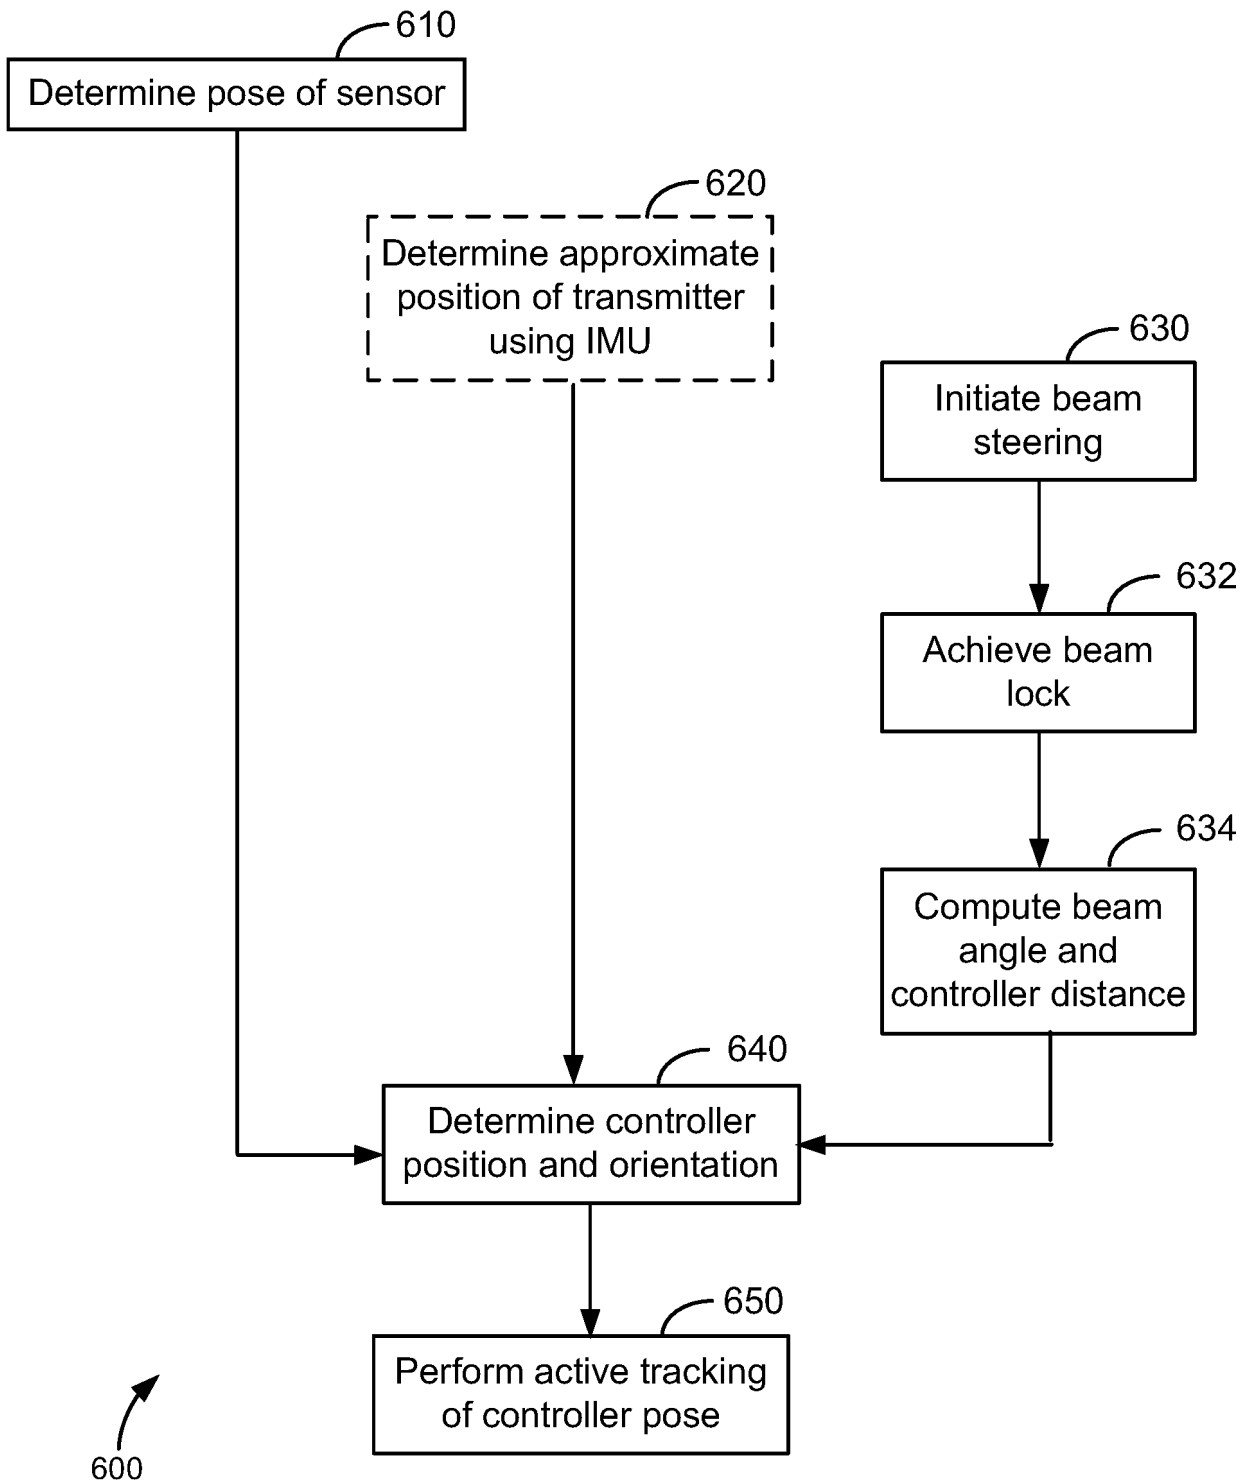 610
Determine pose of sensor
620
Determine approximate
position of transmitter
using IMU
630
Initiate beam
steering
632
Achieve beam
lock
634
Compute beam
angle and
controller distance
640
Determine controller
position and orientation
650
Perform active tracking
of controller pose
600